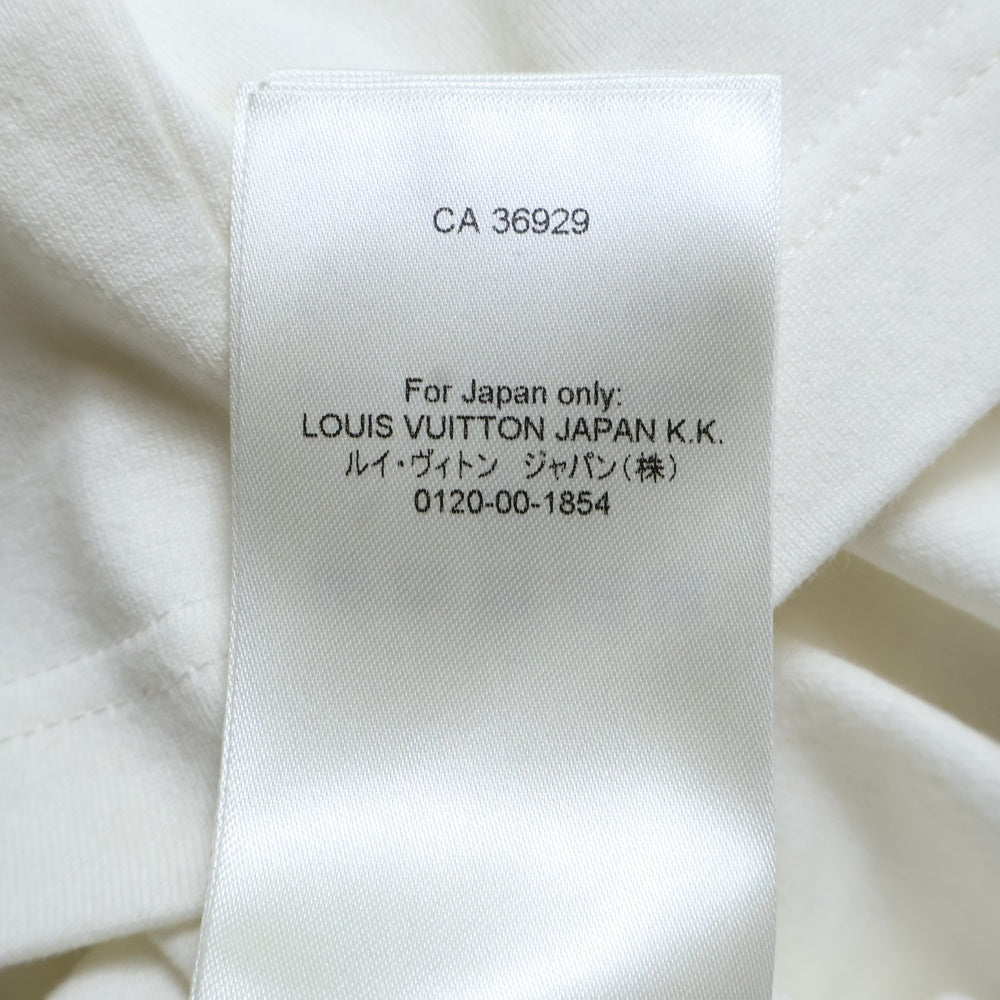 CA 36929
For Japan only:
LOUIS VUITTON JAPAN K.K.
ルイ・ヴィトン　ジャパン（株）
0120-00-1854